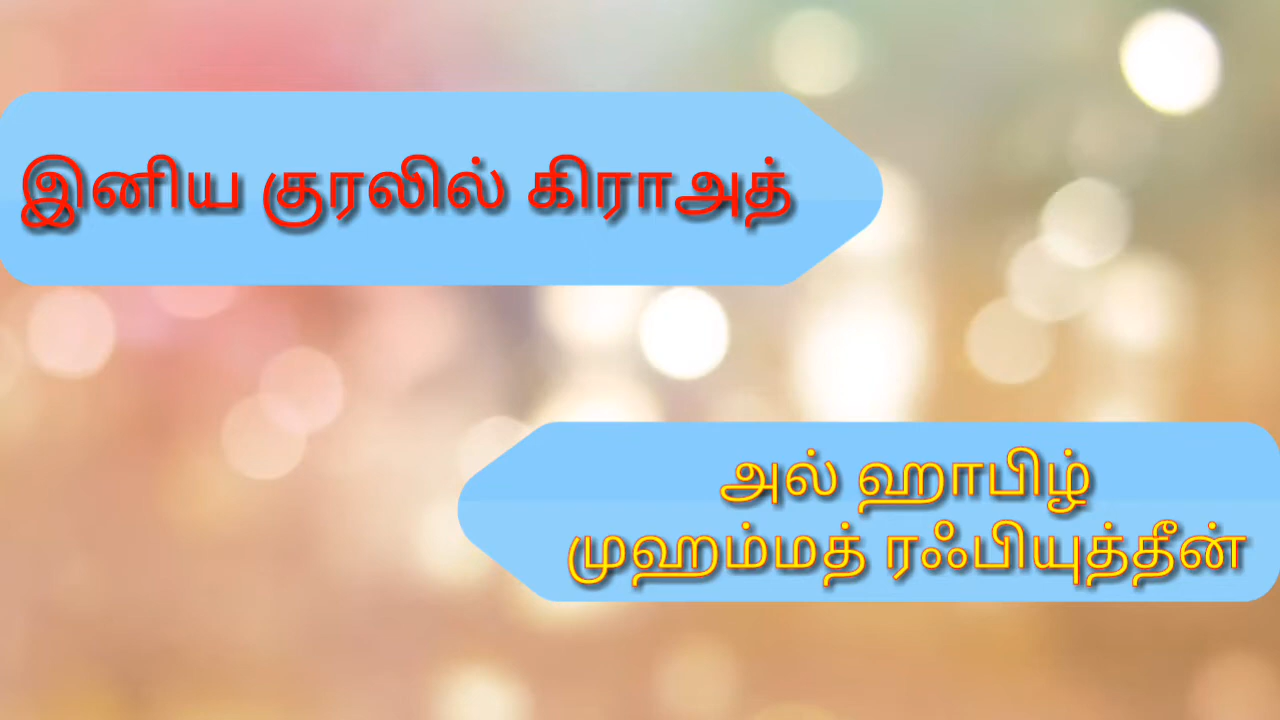 இனிய குரலில் கிராஅத்
அல் ஹாபிழ்
முஹம்மத் ரஃபியுத்தீன்